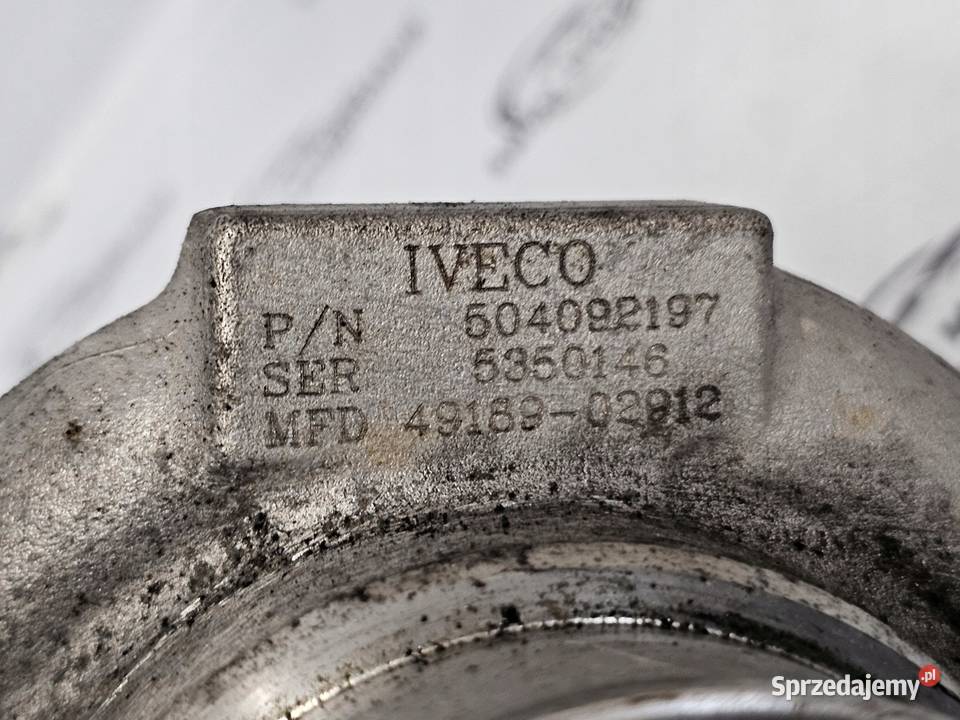 IVECO
P/N 504092197
SER 5350146
MFD 49189-02912
Sprzedajemy.pl